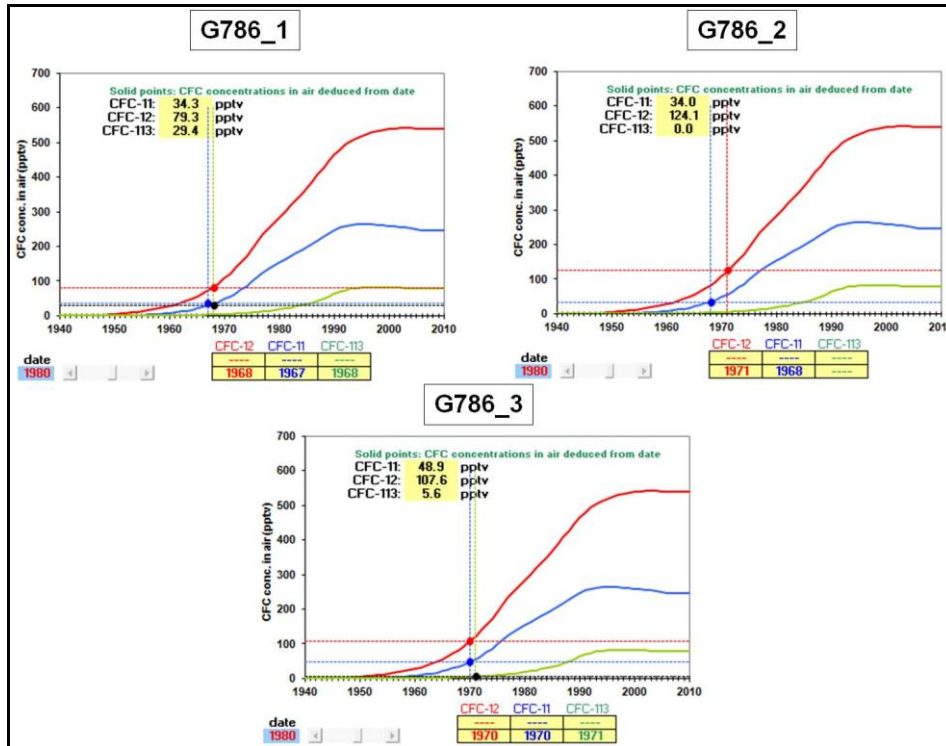 G786_1
700
600
500
400
300
200
100
0
CFC conc. in air (pptv)
Solid points: CFC concentrations in air deduced from date
CFC-11: 34.3 pptv
CFC-12: 79.3 pptv
CFC-113: 29.4 pptv
1940 1950 1960 1970 1980 1990 2000 2010
CFC-12 CFC-11 CFC-113
---- ---- ----
date
1980 1968 1967 1968
G786_2
700
600
500
400
300
200
100
0
CFC conc. in air (pptv)
Solid points: CFC concentrations in air deduced from date
CFC-11: 34.0 pptv
CFC-12: 124.1 pptv
CFC-113: 0.0 pptv
1940 1950 1960 1970 1980 1990 2000 2010
CFC-12 CFC-11 CFC-113
---- ---- ----
date
1980 1971 1968 ----
G786_3
700
600
500
400
300
200
100
0
CFC conc. in air (pptv)
Solid points: CFC concentrations in air deduced from date
CFC-11: 48.9 pptv
CFC-12: 107.6 pptv
CFC-113: 5.6 pptv
1940 1950 1960 1970 1980 1990 2000 2010
CFC-12 CFC-11 CFC-113
---- ---- ----
date
1980 1970 1970 1971